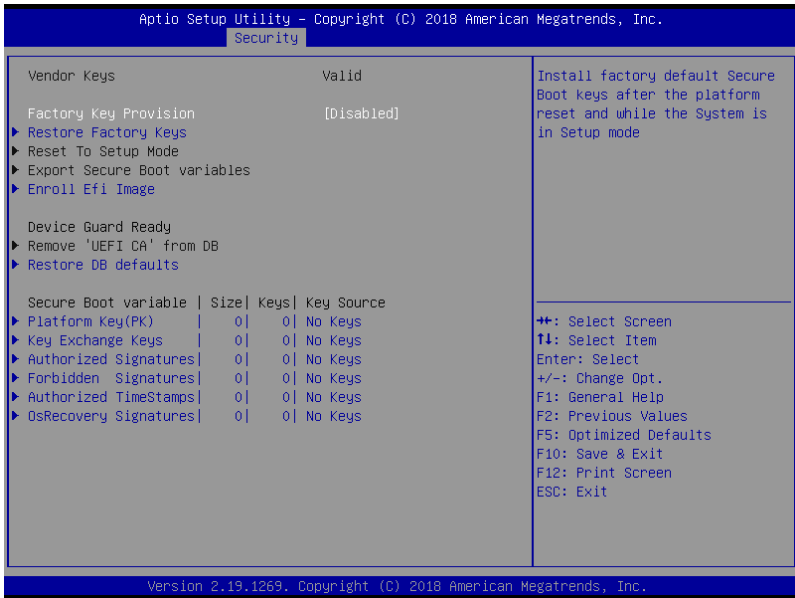 Aptio Setup Utility – Copyright (C) 2018 American Megatrends, Inc.
Security
Vendor Keys Valid
Factory Key Provision [Disabled]
Restore Factory Keys
Reset To Setup Mode
Export Secure Boot variables
Enroll Efi Image
Device Guard Ready
Remove 'UEFI CA' from DB
Restore DB defaults
Secure Boot variable | Size| Keys| Key Source
Platform Key(PK) | 0| 0| No Keys
Key Exchange Keys | 0| 0| No Keys
Authorized Signatures| 0| 0| No Keys
Forbidden Signatures| 0| 0| No Keys
Authorized TimeStamps| 0| 0| No Keys
OsRecovery Signatures| 0| 0| No Keys
Install factory default Secure
Boot keys after the platform
reset and while the System is
in Setup mode
→←: Select Screen
↑↓: Select Item
Enter: Select
+/-: Change Opt.
F1: General Help
F2: Previous Values
F5: Optimized Defaults
F10: Save & Exit
F12: Print Screen
ESC: Exit
Version 2.19.1269. Copyright (C) 2018 American Megatrends, Inc.